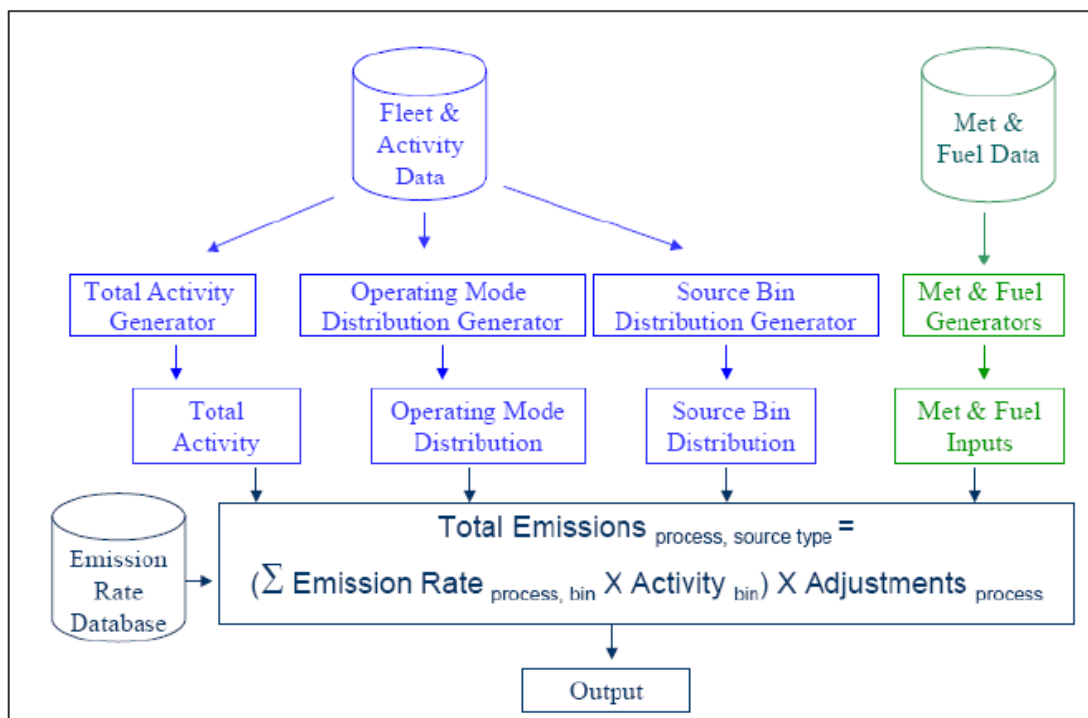 Fleet &
Activity
Data
Met &
Fuel Data
Total Activity
Generator
Operating Mode
Distribution Generator
Source Bin
Distribution Generator
Met & Fuel
Generators
Total
Activity
Operating Mode
Distribution
Source Bin
Distribution
Met & Fuel
Inputs
Emission
Rate
Database
Total Emissions process, source type =
(∑ Emission Rate process, bin X Activity bin) X Adjustments process
Output